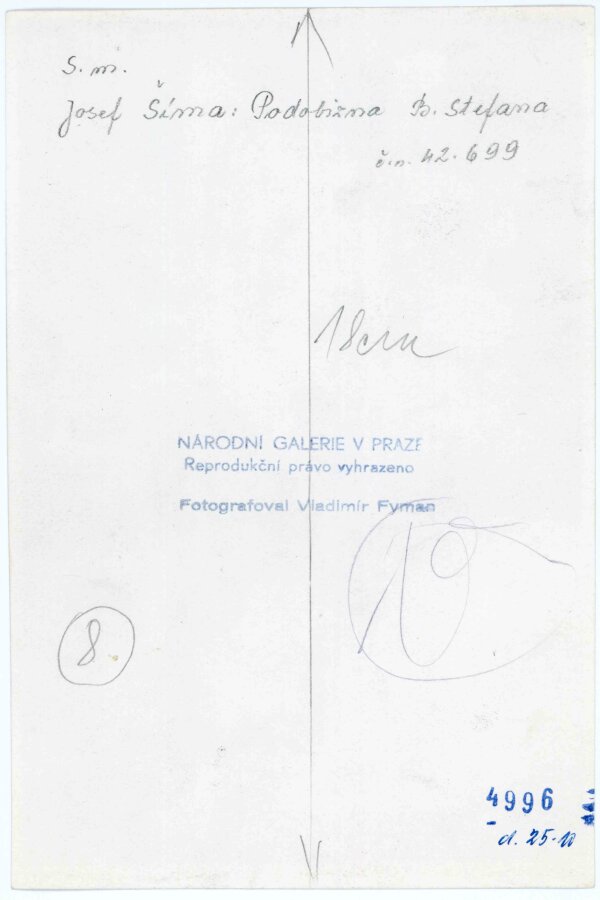 S. m.
Josef Šíma: Podobizna B. Stefana
č.n. 42.699
18cm
NÁRODNÍ GALERIE V PRAZE
Reprodukční právo vyhrazeno
Fotografoval Vladimír Fyman
10
8
4996
d. 25-10